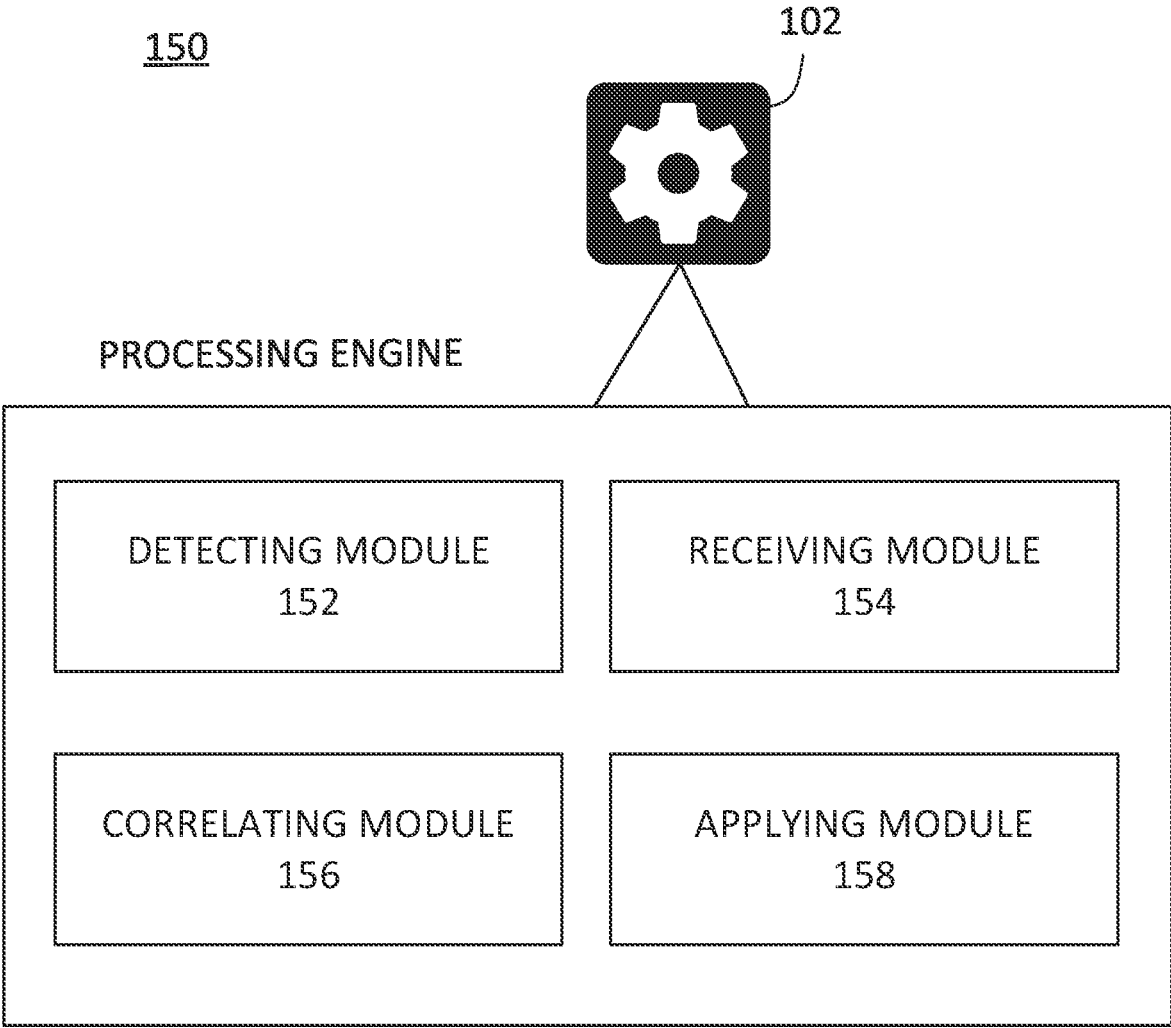 150
102
PROCESSING ENGINE
DETECTING MODULE
152
RECEIVING MODULE
154
CORRELATING MODULE
156
APPLYING MODULE
158